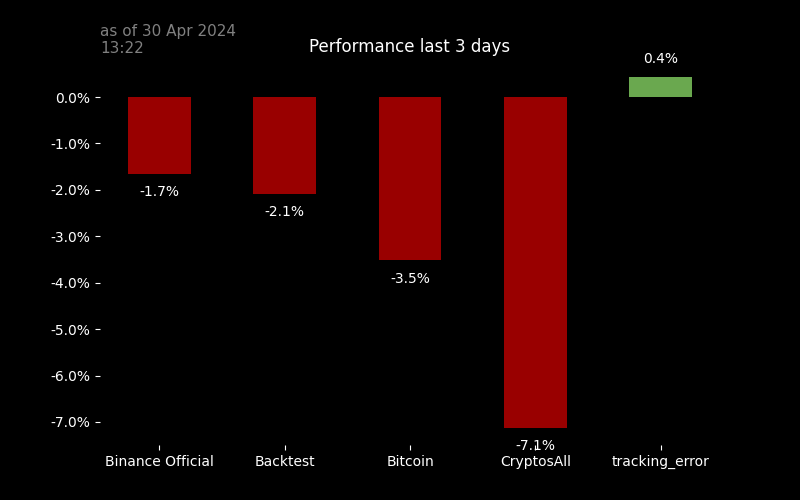 as of 30 Apr 2024
13:22
Performance last 3 days
0.4%
0.0%
-1.0%
-2.0%
-3.0%
-4.0%
-5.0%
-6.0%
-7.0%
-1.7%
-2.1%
-3.5%
-7.1%
Binance Official
Backtest
Bitcoin
CryptosAll
tracking_error